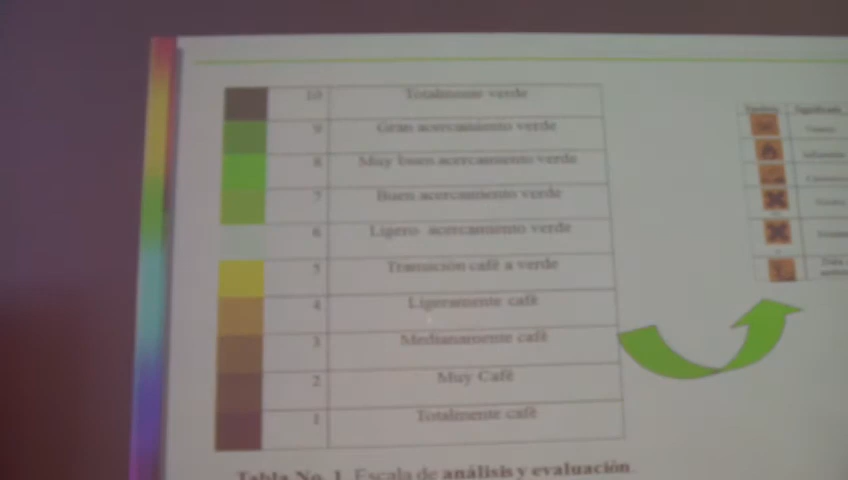 10 Totalmente verde
9 Gran acercamiento verde
8 Muy buen acercamiento verde
7 Buen acercamiento verde
6 Ligero acercamiento verde
5 Transición café a verde
4 Ligeramente café
3 Medianamente café
2 Muy Café
1 Totalmente café
Tabla No. 1. Escala de análisis y evaluación.